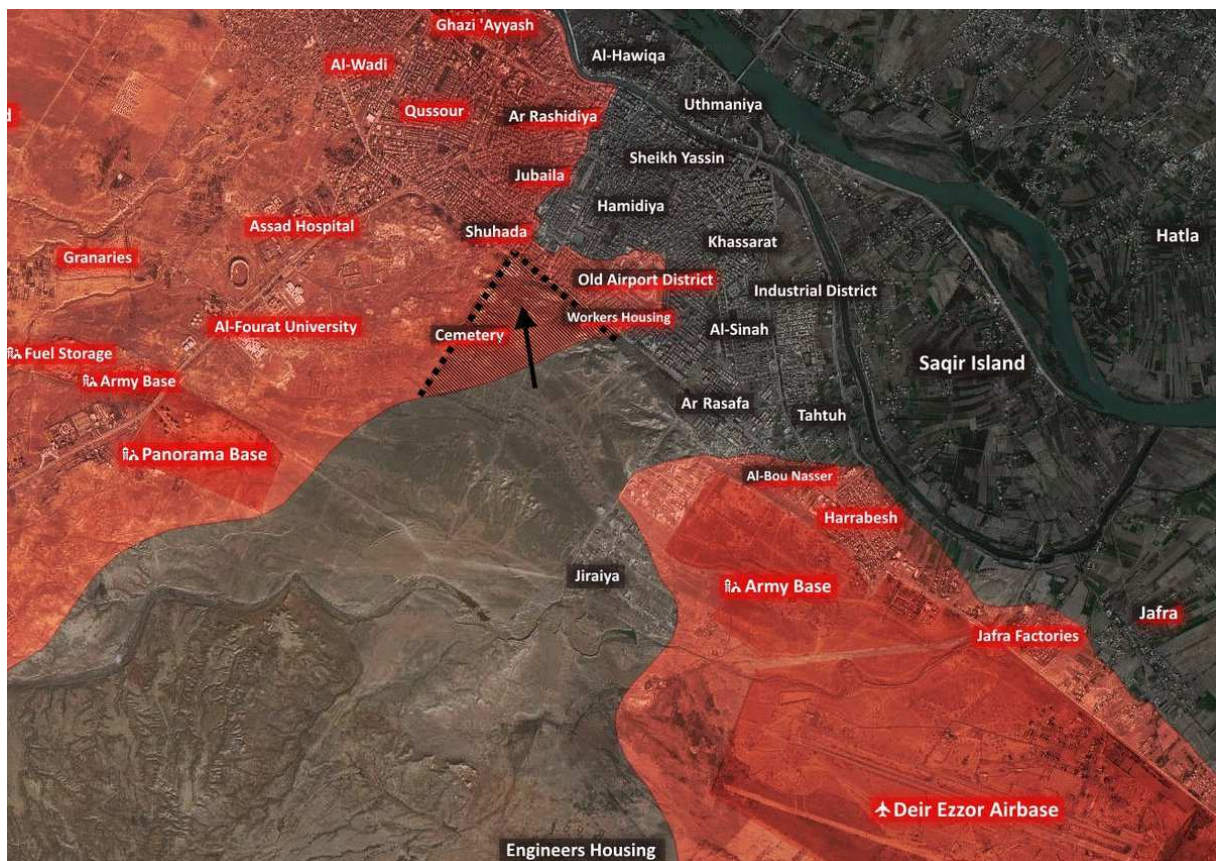 Ghazi 'Ayyash
Al-Hawiqa
Al-Wadi
Uthmaniya
Qussour
Ar Rashidiya
Sheikh Yassin
Jubaila
Hamidiya
Assad Hospital
Shuhada
Khassarat
Hatla
Granaries
Old Airport District
Industrial District
Al-Fourat University
Cemetery
Workers Housing
Al-Sinah
Fuel Storage
Saqir Island
Army Base
Ar Rasafa
Tahtuh
Panorama Base
Al-Bou Nasser
Harrabesh
Jiraiya
Army Base
Jafra
Jafra Factories
Deir Ezzor Airbase
Engineers Housing